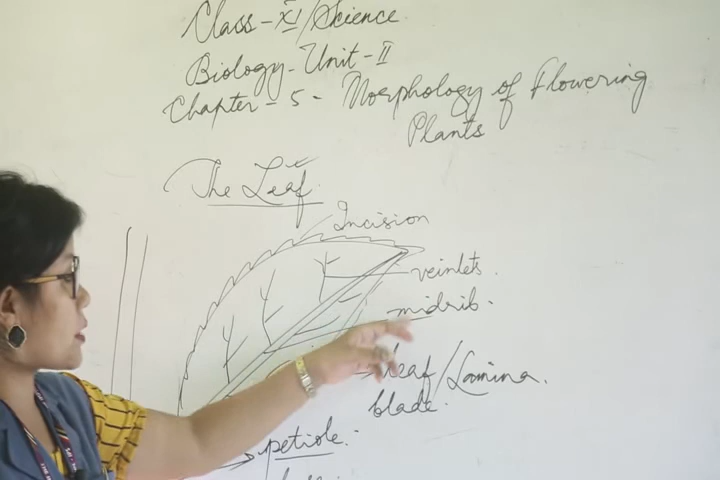 Class - XI/Science.
Biology - Unit - II
Chapter - 5 - Morphology of Flowering
Plants
The Leaf
Incision
veinlets.
midrib.
leaf/Lamina.
blade.
petiole.